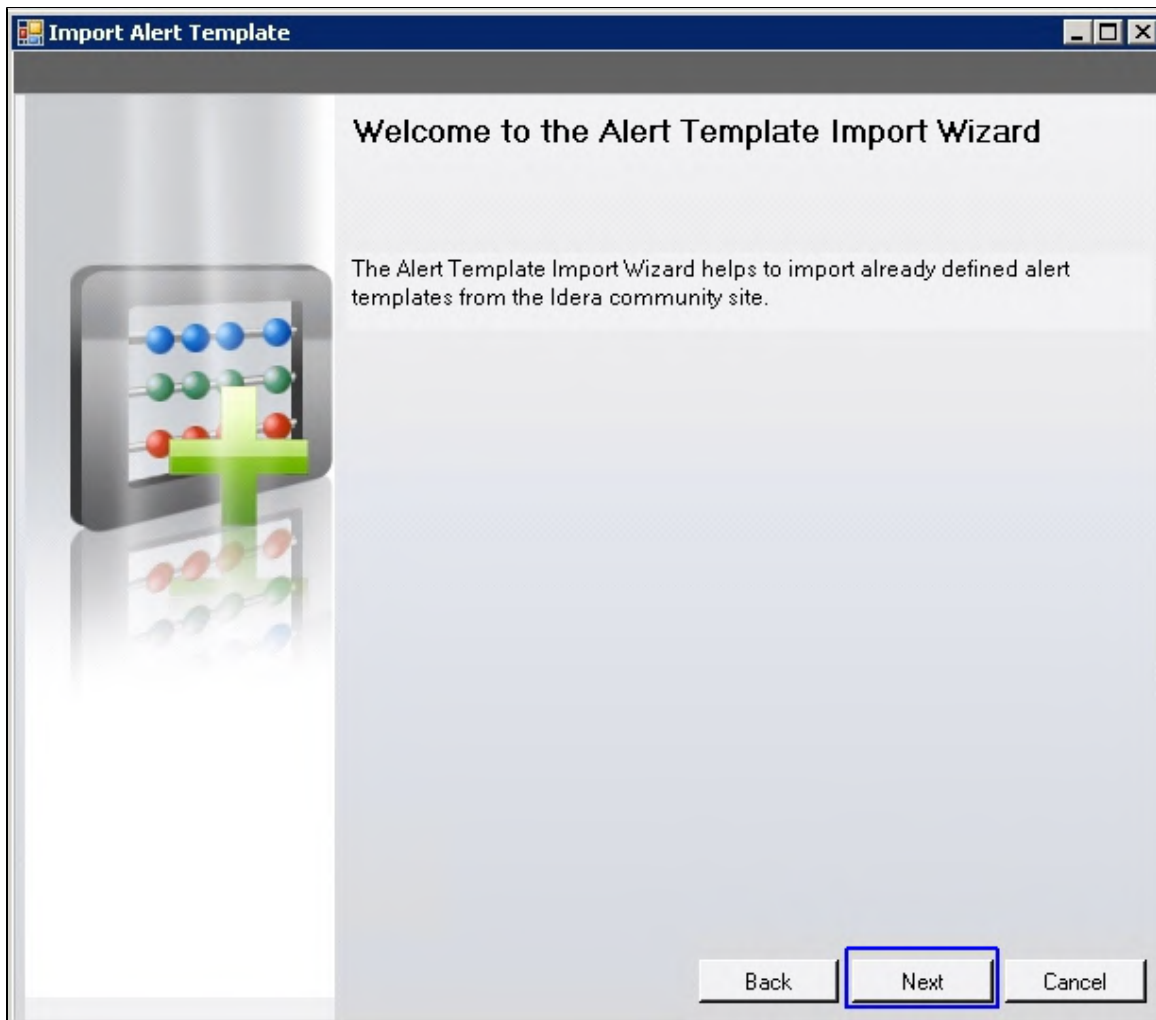 Import Alert Template
Welcome to the Alert Template Import Wizard
The Alert Template Import Wizard helps to import already defined alert
templates from the Idera community site.
Back
Next
Cancel